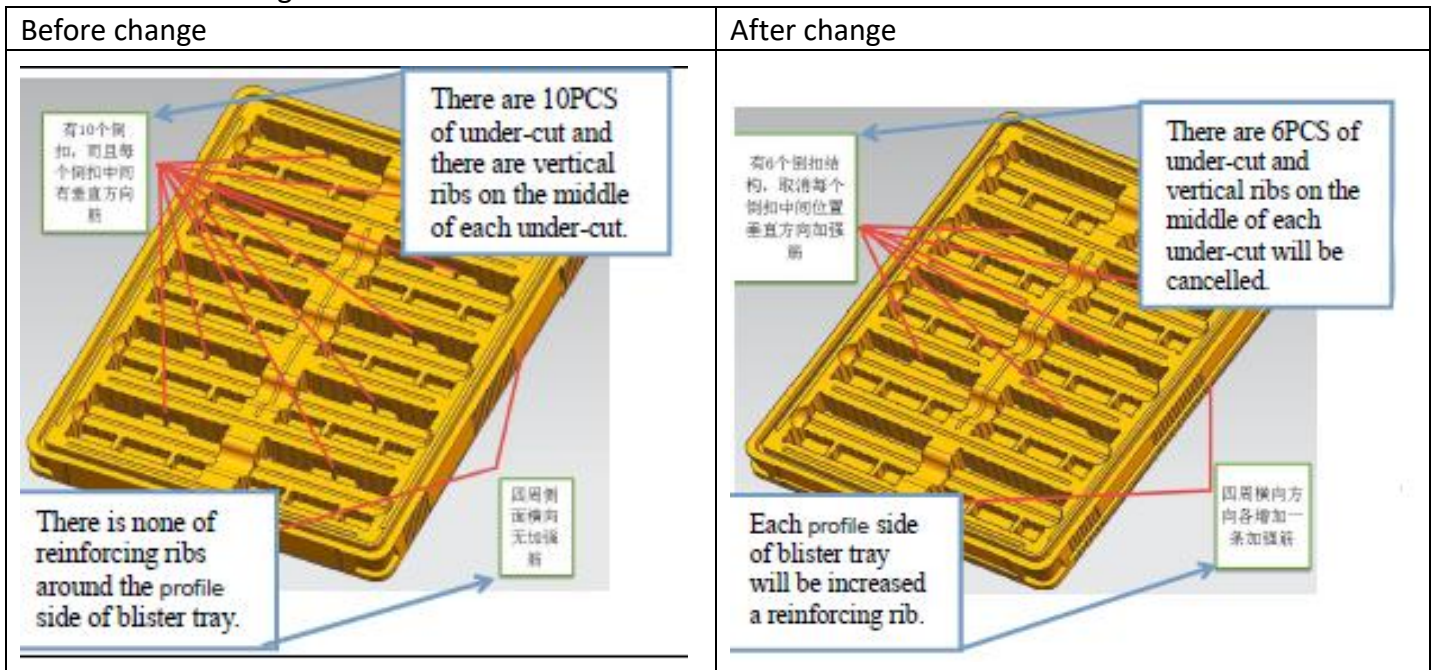 Before change
After change
有10个倒
扣，而且每
个倒扣中间
有垂直方向
筋
There are 10PCS
of under-cut and
there are vertical
ribs on the middle
of each under-cut.
There is none of
reinforcing ribs
around the profile
side of blister tray.
四周侧
面横向
无加强
筋
有6个倒扣结
构，取消每个
倒扣中间位置
垂直方向加强
筋
There are 6PCS of
under-cut and
vertical ribs on the
middle of each
under-cut will be
cancelled.
Each profile side
of blister tray
will be increased
a reinforcing rib.
四周横向方
向各增加一
条加强筋